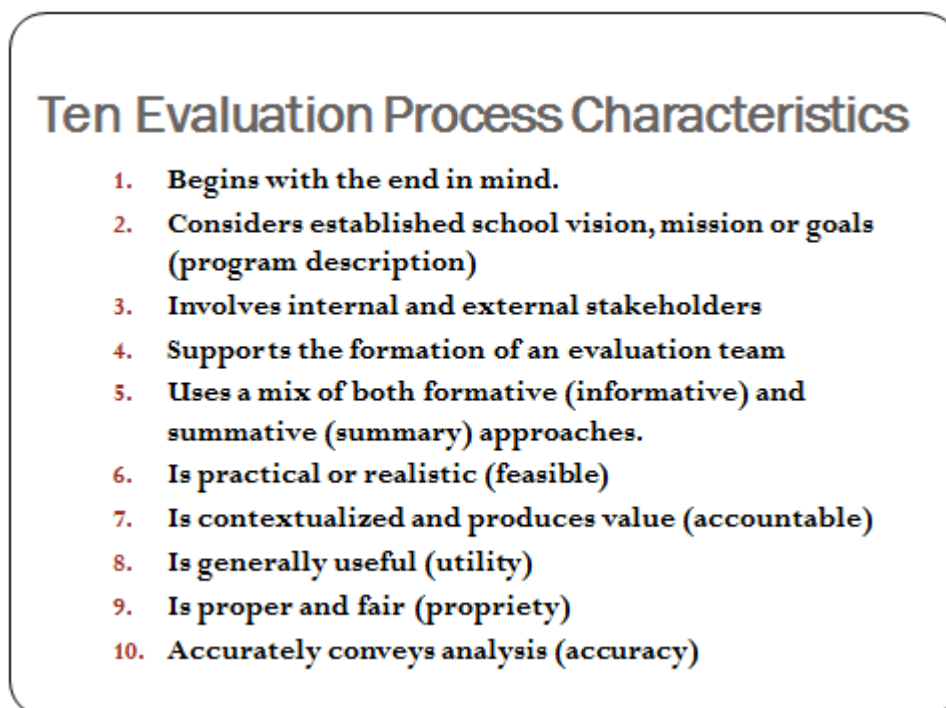 Ten Evaluation Process Characteristics
1. Begins with the end in mind.
2. Considers established school vision, mission or goals
(program description)
3. Involves internal and external stakeholders
4. Supports the formation of an evaluation team
5. Uses a mix of both formative (informative) and
summative (summary) approaches.
6. Is practical or realistic (feasible)
7. Is contextualized and produces value (accountable)
8. Is generally useful (utility)
9. Is proper and fair (propriety)
10. Accurately conveys analysis (accuracy)